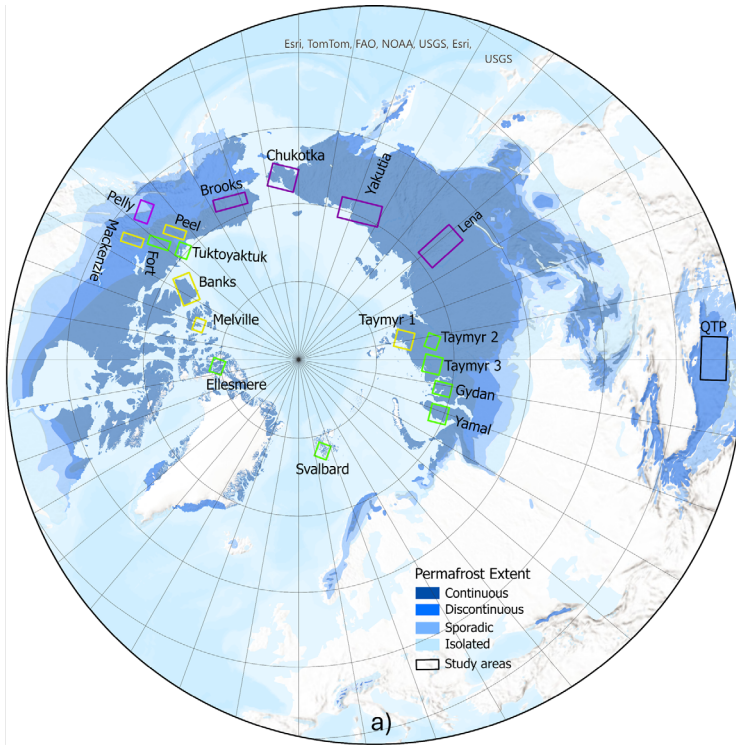 Esri, TomTom, FAO, NOAA, USGS, Esri,
USGS
Chukotka
Yakutia
Brooks
Pelly
Peel
Lena
Mackenzie
Fort
Tuktoyaktuk
Banks
Melville
Taymyr 1
QTP
Taymyr 2
Taymyr 3
Ellesmere
Gydan
Yamal
Svalbard
Permafrost Extent
Continuous
Discontinuous
Sporadic
Isolated
Study areas
a)